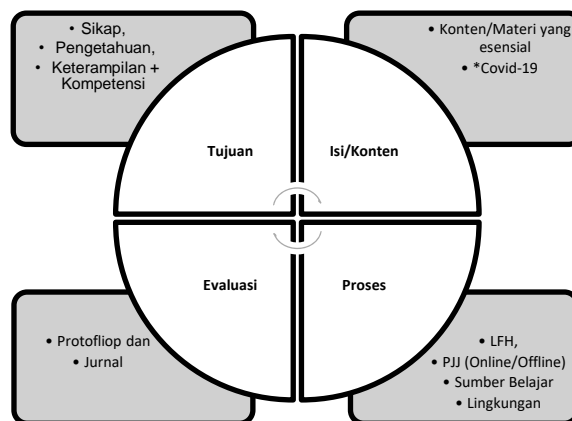 • Sikap,
• Pengetahuan,
• Keterampilan +
Kompetensi
• Konten/Materi yang
esensial
• *Covid-19
Tujuan
Isi/Konten
Evaluasi
Proses
• Protofliop dan
• Jurnal
• LFH,
• PJJ (Online/Offline)
• Sumber Belajar
• Lingkungan